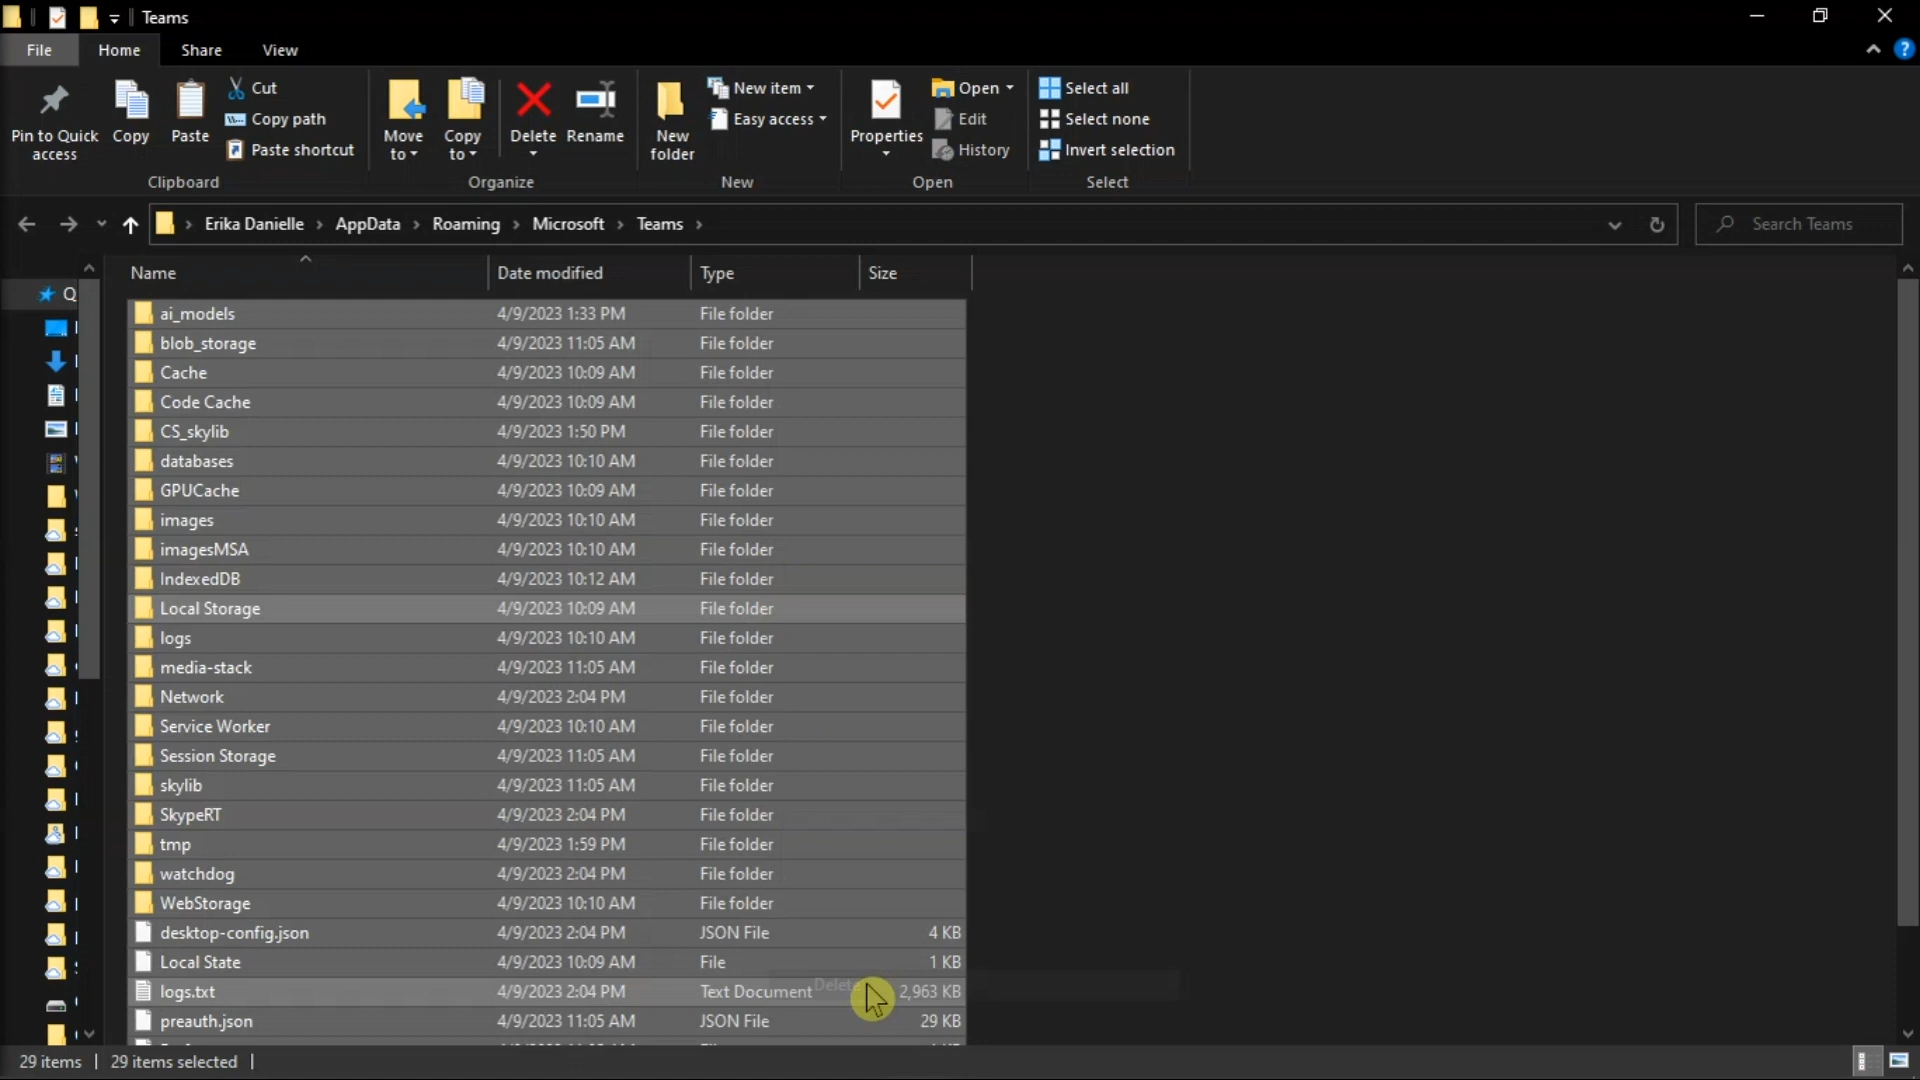 Teams
File Home Share View
Pin to Quick access
Copy
Paste
Cut
Copy path
Paste shortcut
Clipboard
Move to
Copy to
Delete
Rename
Organize
New folder
New item
Easy access
New
Properties
Open
Edit
History
Open
Select all
Select none
Invert selection
Select
Erika Danielle › AppData › Roaming › Microsoft › Teams ›
Search Teams
Name Date modified Type Size
ai_models 4/9/2023 1:33 PM File folder
blob_storage 4/9/2023 11:05 AM File folder
Cache 4/9/2023 10:09 AM File folder
Code Cache 4/9/2023 10:09 AM File folder
CS_skylib 4/9/2023 1:50 PM File folder
databases 4/9/2023 10:10 AM File folder
GPUCache 4/9/2023 10:09 AM File folder
images 4/9/2023 10:10 AM File folder
imagesMSA 4/9/2023 10:10 AM File folder
IndexedDB 4/9/2023 10:12 AM File folder
Local Storage 4/9/2023 10:09 AM File folder
logs 4/9/2023 10:10 AM File folder
media-stack 4/9/2023 11:05 AM File folder
Network 4/9/2023 2:04 PM File folder
Service Worker 4/9/2023 10:10 AM File folder
Session Storage 4/9/2023 11:05 AM File folder
skylib 4/9/2023 11:05 AM File folder
SkypeRT 4/9/2023 2:04 PM File folder
tmp 4/9/2023 1:59 PM File folder
watchdog 4/9/2023 2:04 PM File folder
WebStorage 4/9/2023 10:10 AM File folder
desktop-config.json 4/9/2023 2:04 PM JSON File 4 KB
Local State 4/9/2023 10:09 AM File 1 KB
Delete
logs.txt 4/9/2023 2:04 PM Text Document 2,963 KB
preauth.json 4/9/2023 11:05 AM JSON File 29 KB
29 items 29 items selected